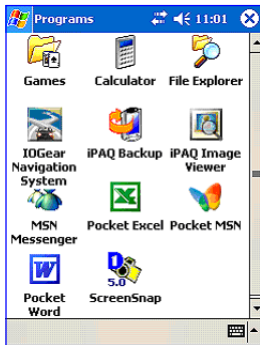 Programs 11:01
Games Calculator File Explorer
IOGear Navigation System iPAQ Backup iPAQ Image Viewer
MSN Messenger Pocket Excel Pocket MSN
W
Pocket Word D 5.0 ScreenSnap